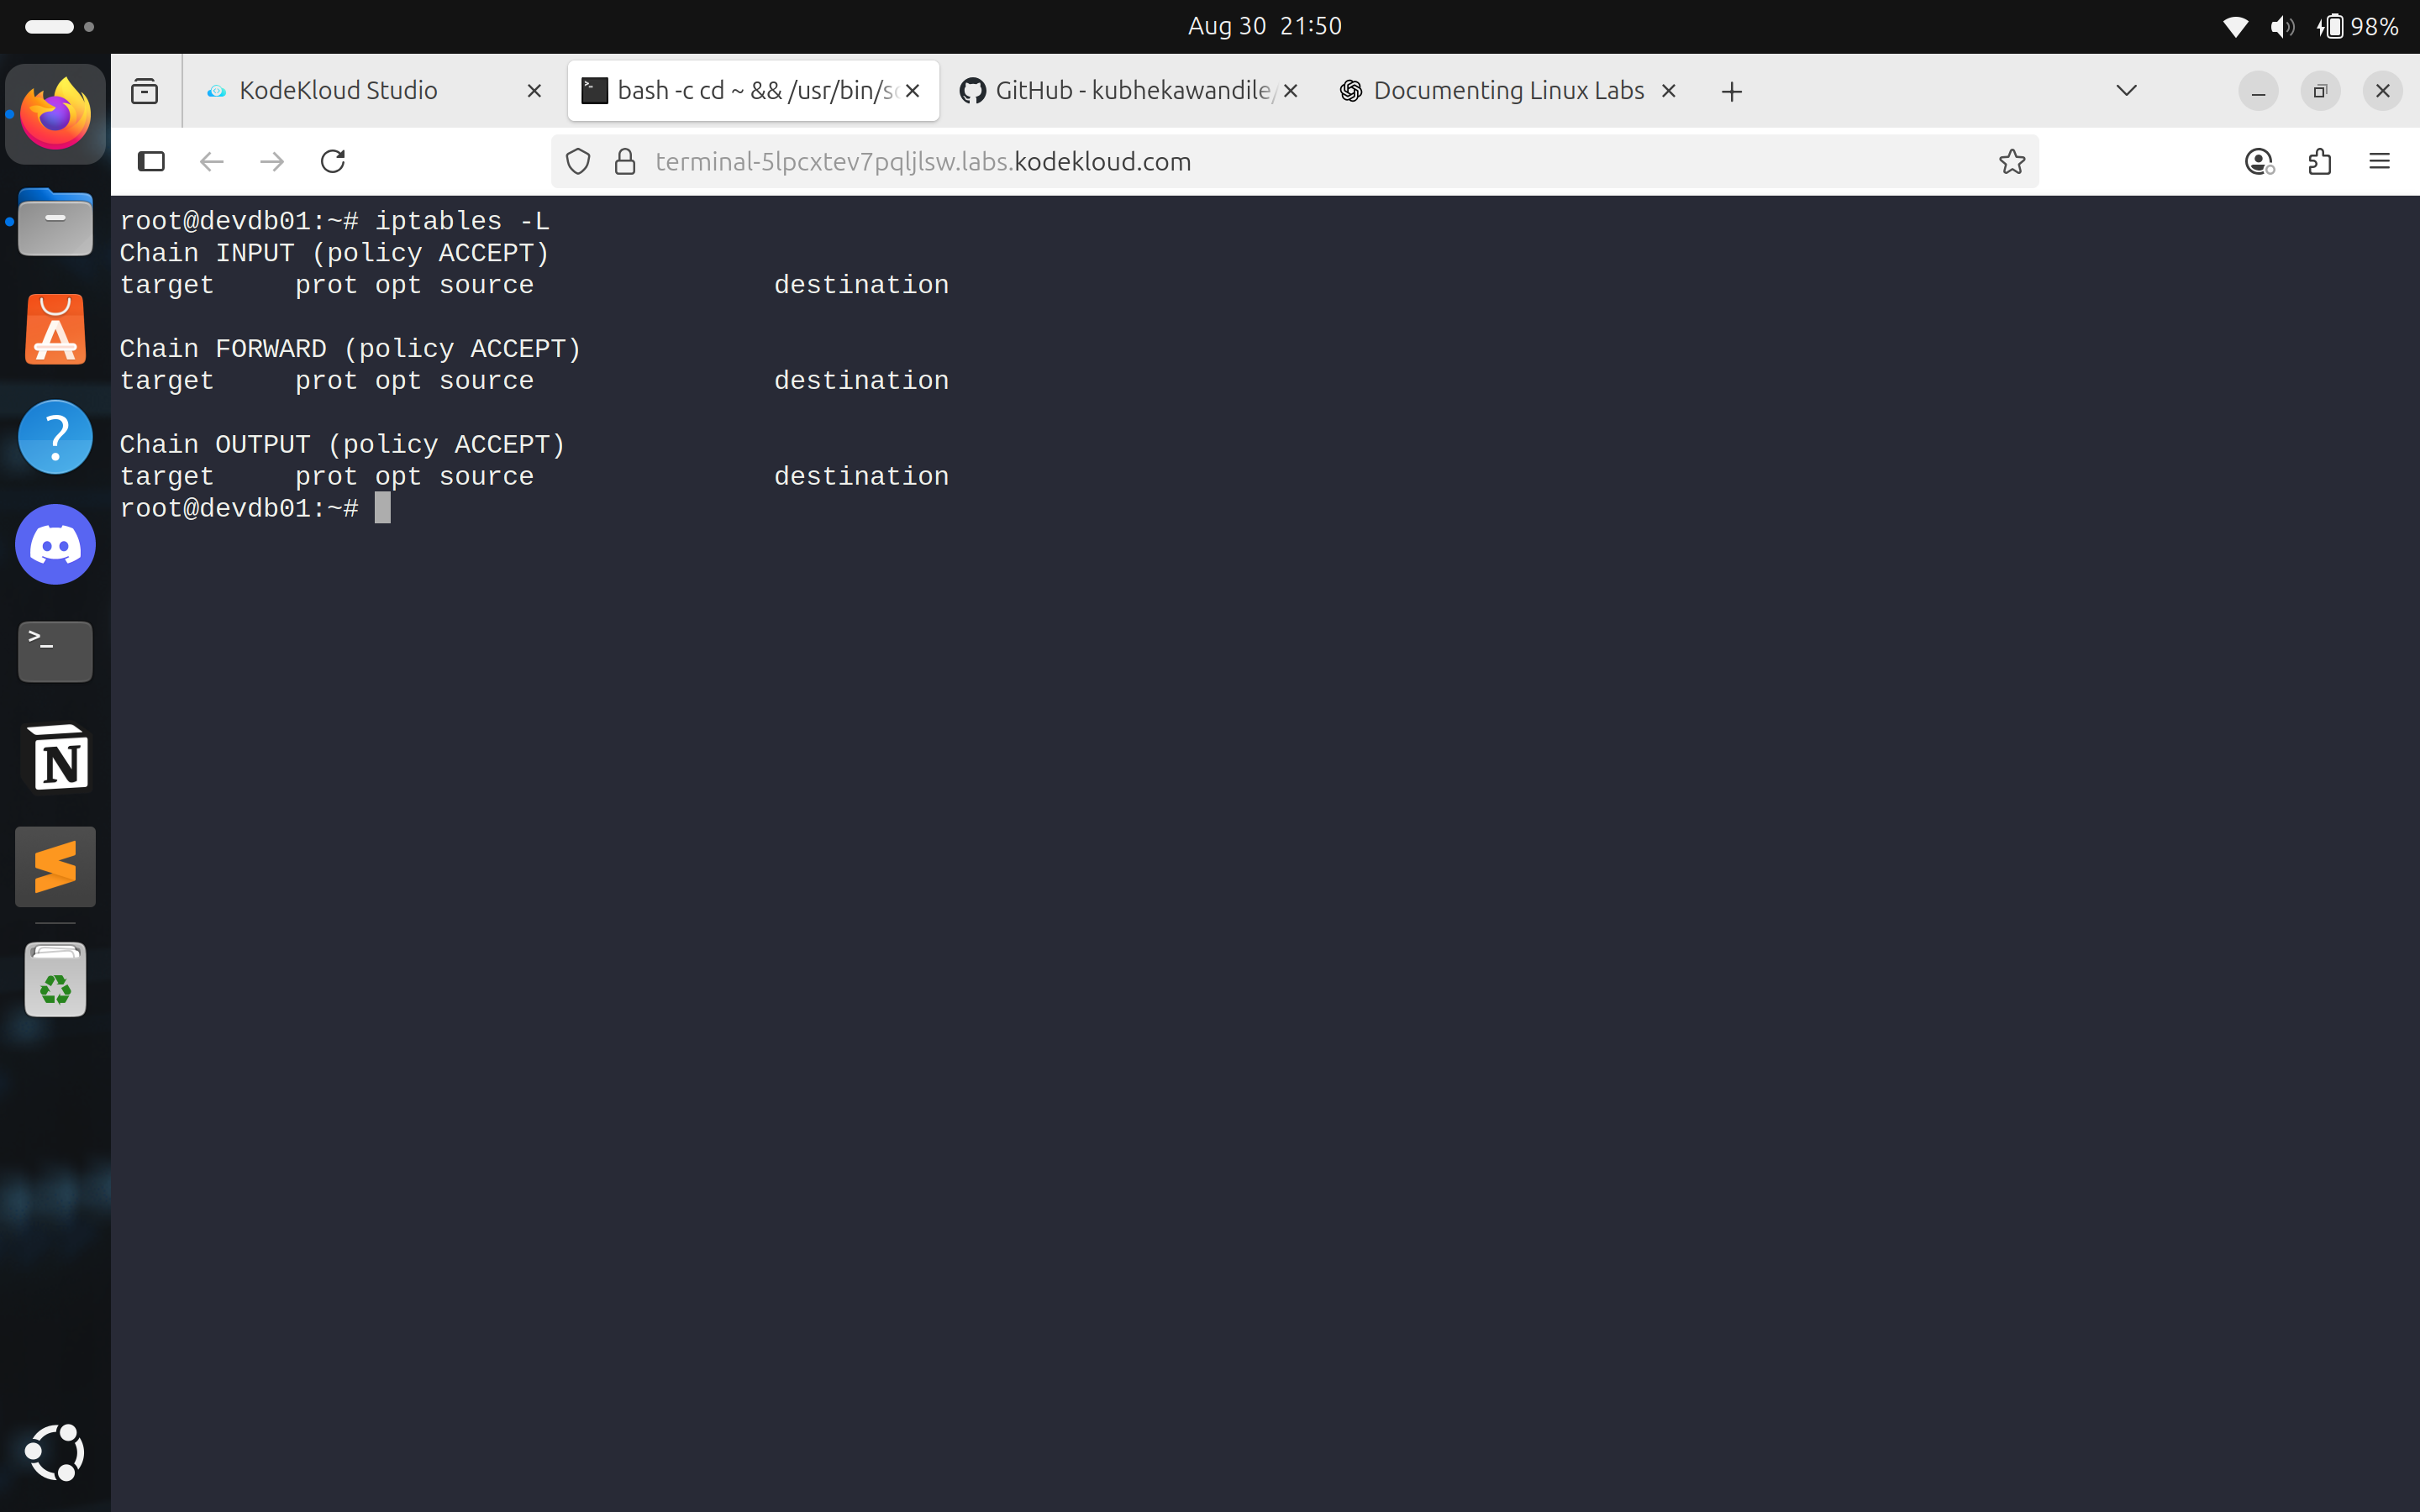 Aug 30 21:50
98%
KodeKloud Studio
bash -c cd ~ && /usr/bin/sc
GitHub - kubhekawandile/
Documenting Linux Labs
terminal-5lpcxtev7pqljlsw.labs.kodekloud.com
root@devdb01:~# iptables -L
Chain INPUT (policy ACCEPT)
target     prot opt source               destination

Chain FORWARD (policy ACCEPT)
target     prot opt source               destination

Chain OUTPUT (policy ACCEPT)
target     prot opt source               destination
root@devdb01:~#